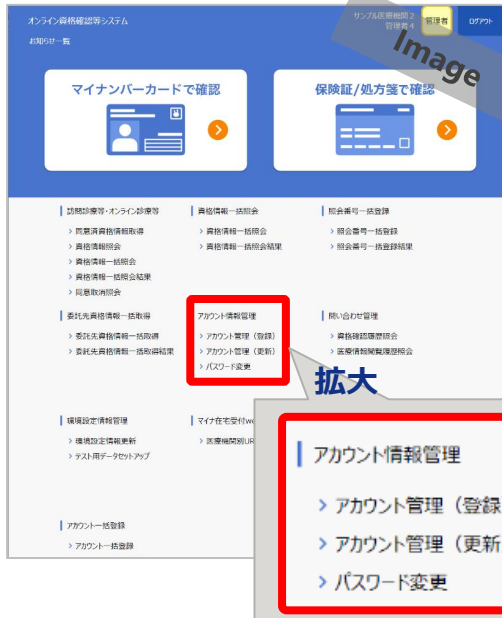 オンライン資格確認等システム
サンプル医療機関2
管理者4
管理者
ログアウト
お知らせ一覧
Image
マイナンバーカードで確認
保険証/処方箋で確認
訪問診療等・オンライン診療等
資格情報一括照会
照会番号一括登録
> 同意済資格情報取得
> 資格情報一括照会
> 照会番号一括登録
> 資格情報照会
> 資格情報一括照会結果
> 照会番号一括登録結果
> 資格情報一括照会
> 資格情報一括照会結果
> 同意取消照会
委託先資格情報一括取得
アカウント情報管理
問い合わせ管理
> 委託先資格情報一括取得
> アカウント管理（登録）
> 資格確認履歴照会
> 委託先資格情報一括取得結果
> アカウント管理（更新）
> 医療情報閲覧履歴照会
> パスワード変更
拡大
環境設定情報管理
マイナ在宅受付we
> 環境設定情報更新
> 医療機関別UR
> テスト用データセットアップ
アカウント一括登録
> アカウント一括登録
アカウント情報管理
> アカウント管理（登録
> アカウント管理（更新
> パスワード変更